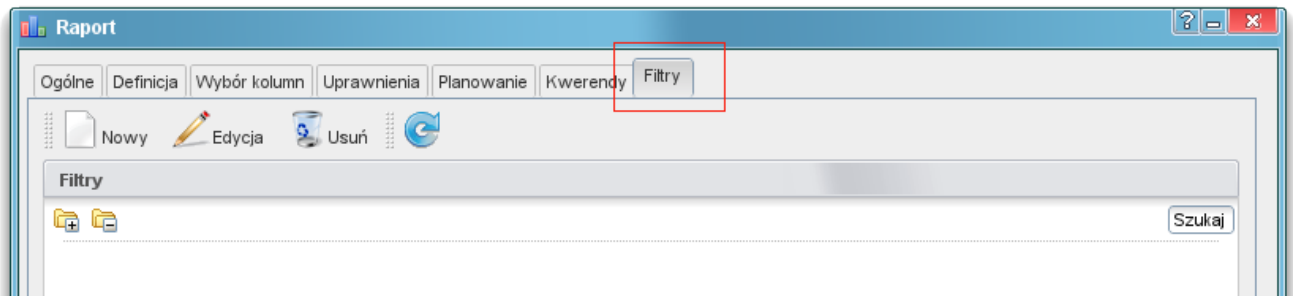 Raport
Ogólne Definicja Wybór kolumn Uprawnienia Planowanie Kwerendy Filtry
Nowy Edycja Usuń
Filtry
Szukaj